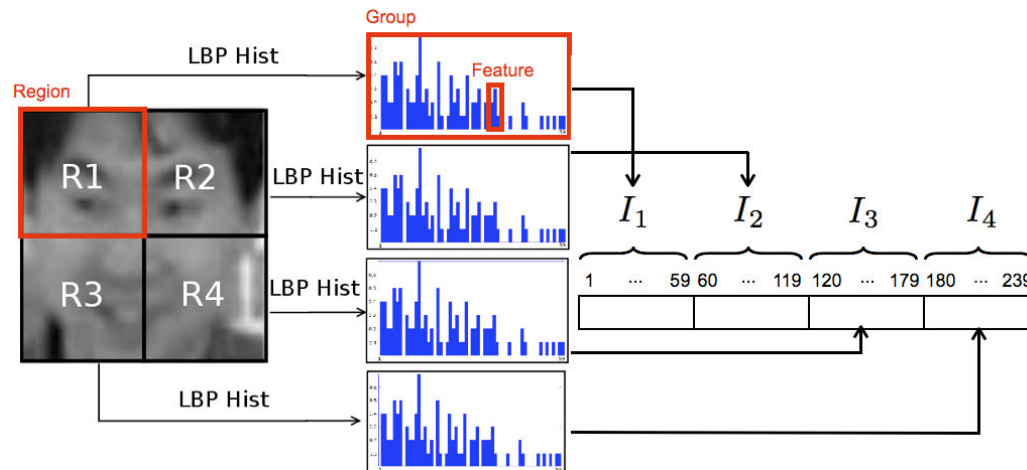 Group
LBP Hist
Feature
Region
R1 R2
LBP Hist
I1 I2 I3 I4
R3 R4
LBP Hist
1 ... 59 60 ... 119 120 ... 179 180 ... 239
LBP Hist